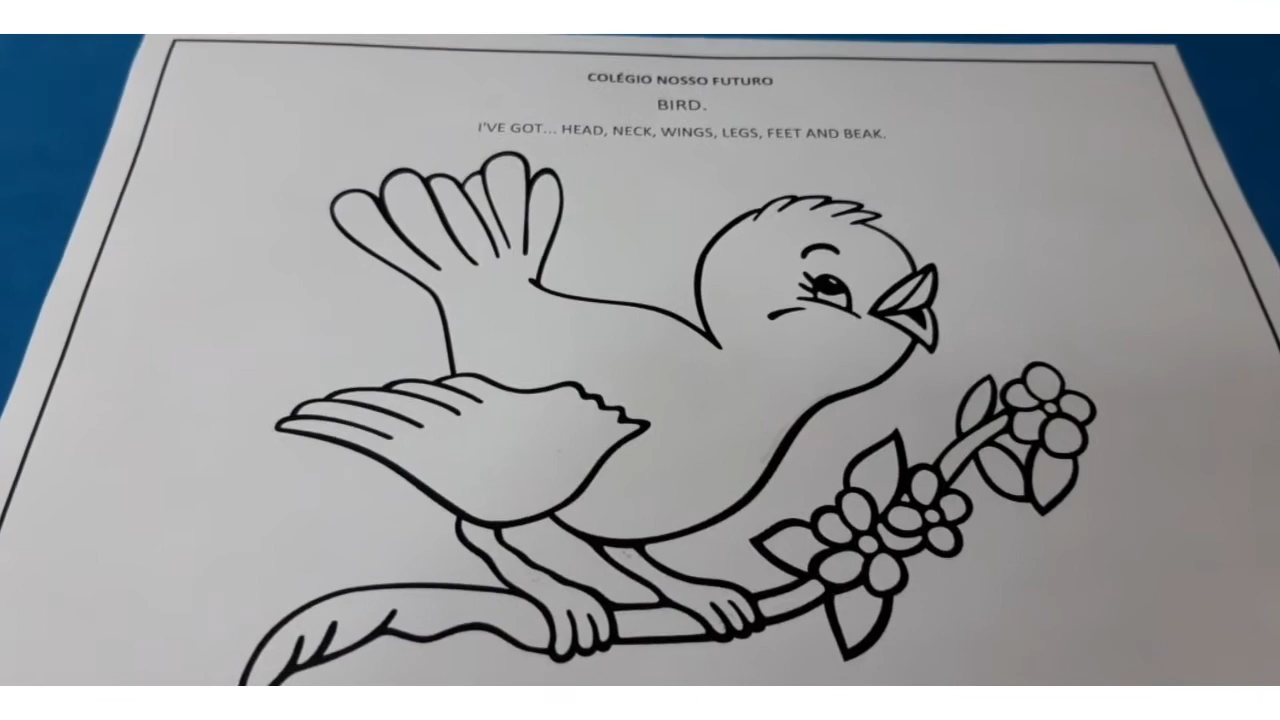 COLÉGIO NOSSO FUTURO
BIRD.
I'VE GOT... HEAD, NECK, WINGS, LEGS, FEET AND BEAK.